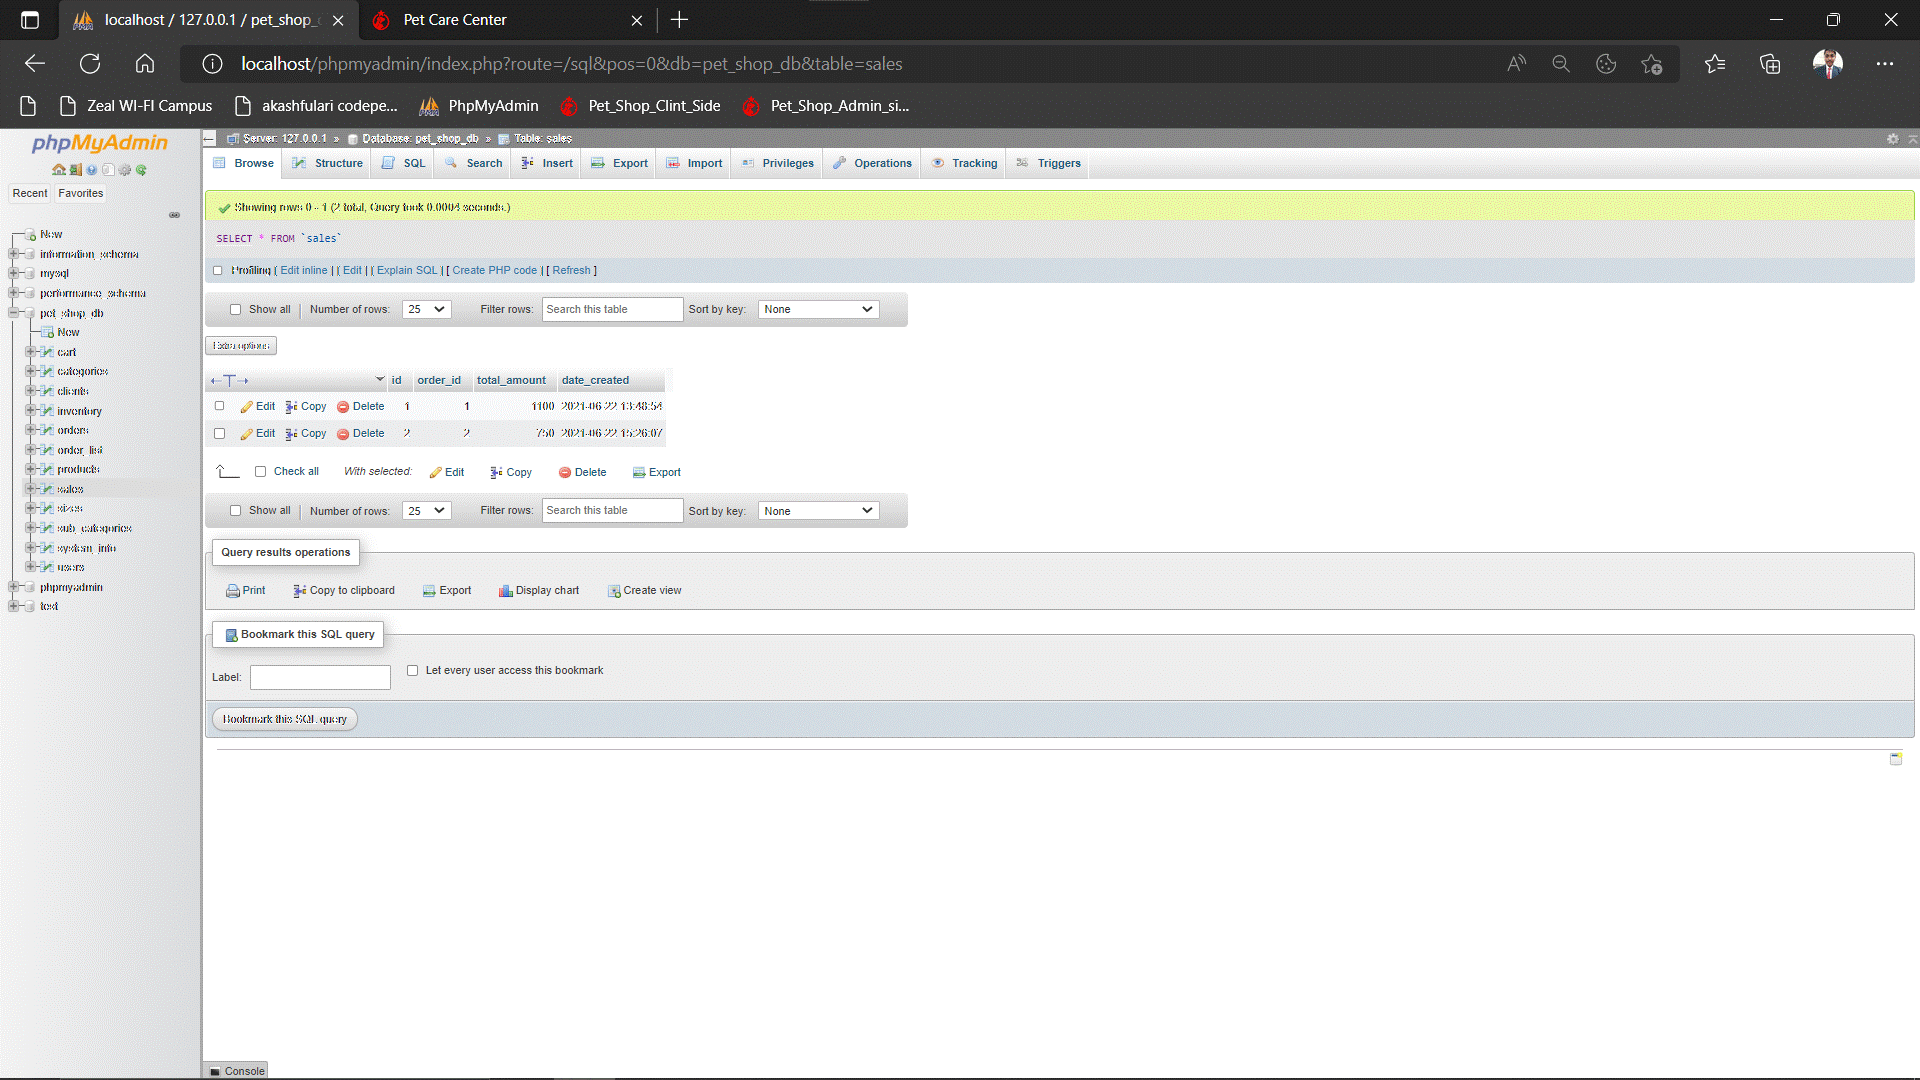 localhost / 127.0.0.1 / pet_shop_
Pet Care Center
localhost/phpmyadmin/index.php?route=/sql&pos=0&db=pet_shop_db&table=sales
Zeal WI-FI Campus
akashfulari codepe...
PhpMyAdmin
Pet_Shop_Clint_Side
Pet_Shop_Admin_si...
phpMyAdmin
Recent
Favorites
New
information_schema
mysql
performance_schema
pet_shop_db
New
cart
categories
clients
inventory
orders
order_list
products
sales
sizes
sub_categories
system_info
users
phpmyadmin
test
Server: 127.0.0.1 » Database: pet_shop_db » Table: sales
Browse Structure SQL Search Insert Export Import Privileges Operations Tracking Triggers
Showing rows 0 - 1 (2 total, Query took 0.0004 seconds.)
SELECT * FROM `sales`
Profiling [ Edit inline ] [ Edit ] [ Explain SQL ] [ Create PHP code ] [ Refresh ]
Show all Number of rows: 25 Filter rows: Search this table Sort by key: None
Extra options
id order_id total_amount date_created
Edit Copy Delete 1 1 1100 2021-06-22 13:48:54
Edit Copy Delete 2 2 750 2021-06-22 15:26:07
Check all With selected: Edit Copy Delete Export
Show all Number of rows: 25 Filter rows: Search this table Sort by key: None
Query results operations
Print Copy to clipboard Export Display chart Create view
Bookmark this SQL query
Label: Let every user access this bookmark
Bookmark this SQL query
Console